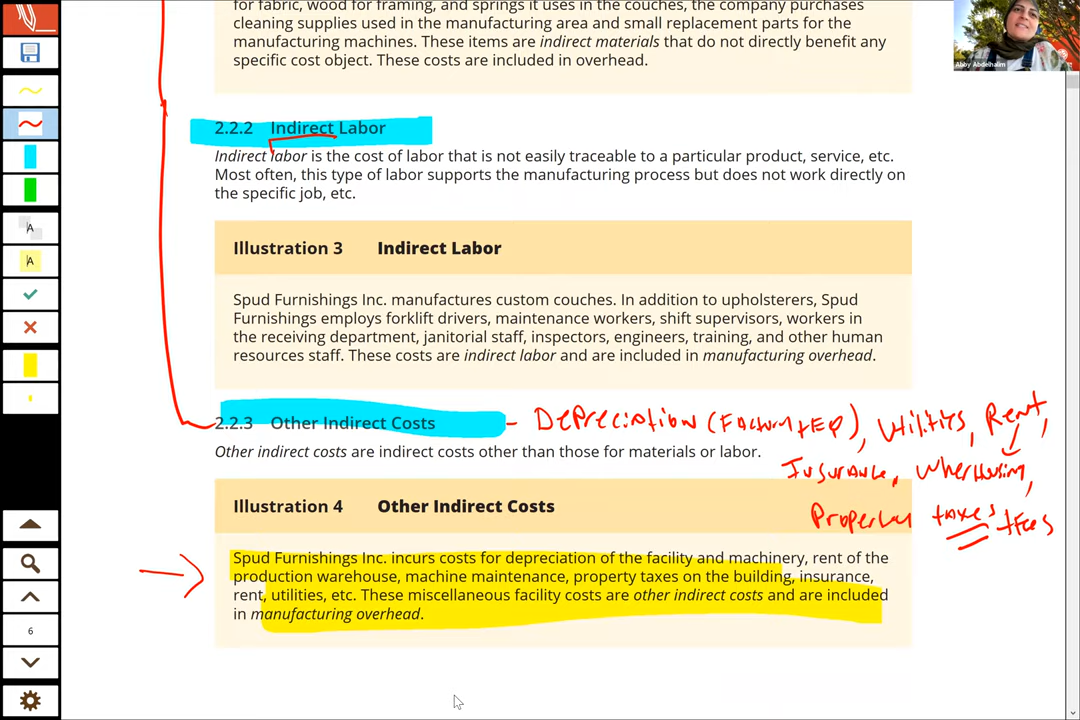 for fabric, wood for framing, and springs it uses in the couches, the company purchases
cleaning supplies used in the manufacturing area and small replacement parts for the
manufacturing machines. These items are indirect materials that do not directly benefit any
specific cost object. These costs are included in overhead.
Abby Abdelhalim
2.2.2 Indirect Labor
Indirect labor is the cost of labor that is not easily traceable to a particular product, service, etc.
Most often, this type of labor supports the manufacturing process but does not work directly on
the specific job, etc.
Illustration 3 Indirect Labor
Spud Furnishings Inc. manufactures custom couches. In addition to upholsterers, Spud
Furnishings employs forklift drivers, maintenance workers, shift supervisors, workers in
the receiving department, janitorial staff, inspectors, engineers, training, and other human
resources staff. These costs are indirect labor and are included in manufacturing overhead.
2.2.3 Other Indirect Costs - Depreciation ( + EQ), Utilities, Rent,
Other indirect costs are indirect costs other than those for materials or labor.
Insurance,
Illustration 4 Other Indirect Costs
taxes + fees
Spud Furnishings Inc. incurs costs for depreciation of the facility and machinery, rent of the
production warehouse, machine maintenance, property taxes on the building, insurance,
rent, utilities, etc. These miscellaneous facility costs are other indirect costs and are included
in manufacturing overhead.
A
A
6